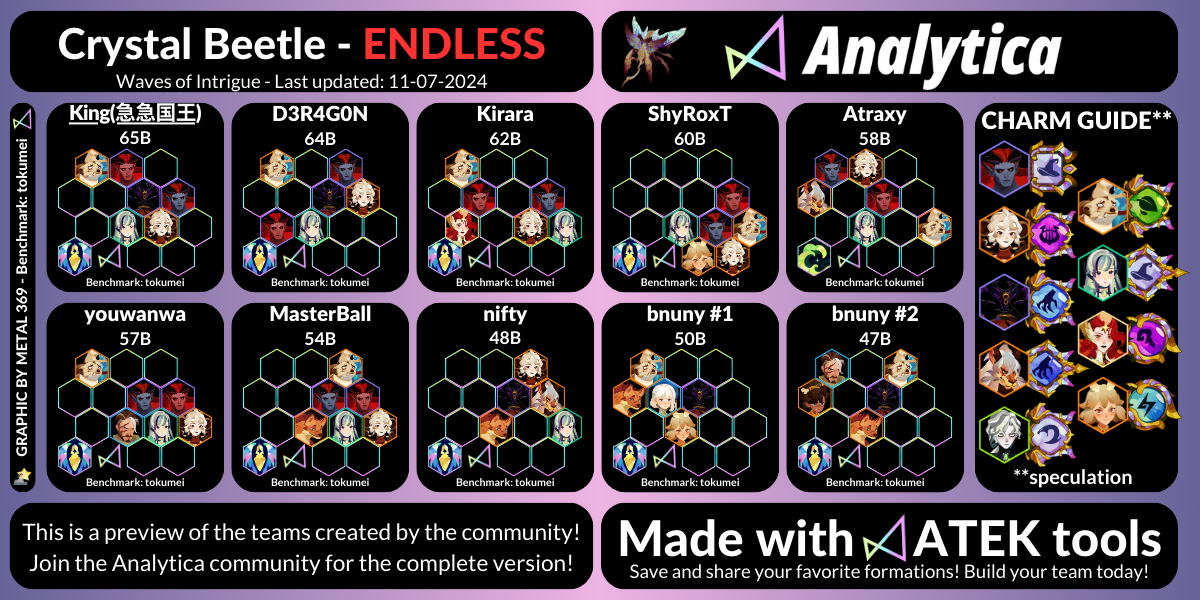 Crystal Beetle - ENDLESS
Waves of Intrigue - Last updated: 11-07-2024
Analytica
GRAPHIC BY METAL 369 - Benchmark: tokumei
King(急急国王)
65B
Benchmark: tokumei
D3R4G0N
64B
Benchmark: tokumei
Kirara
62B
Benchmark: tokumei
ShyRoxT
60B
Benchmark: tokumei
Atraxy
58B
Benchmark: tokumei
youwanwa
57B
Benchmark: tokumei
MasterBall
54B
Benchmark: tokumei
nifty
48B
Benchmark: tokumei
bnuny #1
50B
Benchmark: tokumei
bnuny #2
47B
Benchmark: tokumei
CHARM GUIDE**
**speculation
This is a preview of the teams created by the community!
Join the Analytica community for the complete version!
Made with ATEK tools
Save and share your favorite formations! Build your team today!